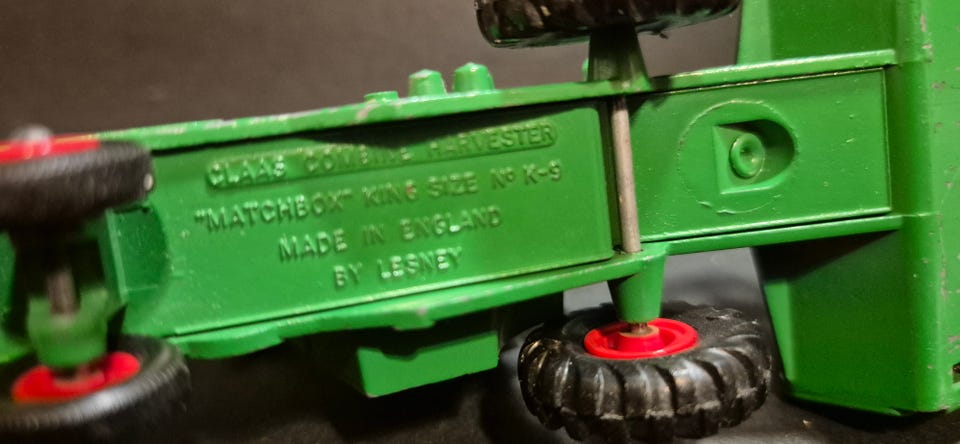 CLAAS COMBINE HARVESTER
"MATCHBOX" KING SIZE Nº K-9
MADE IN ENGLAND
BY LESNEY